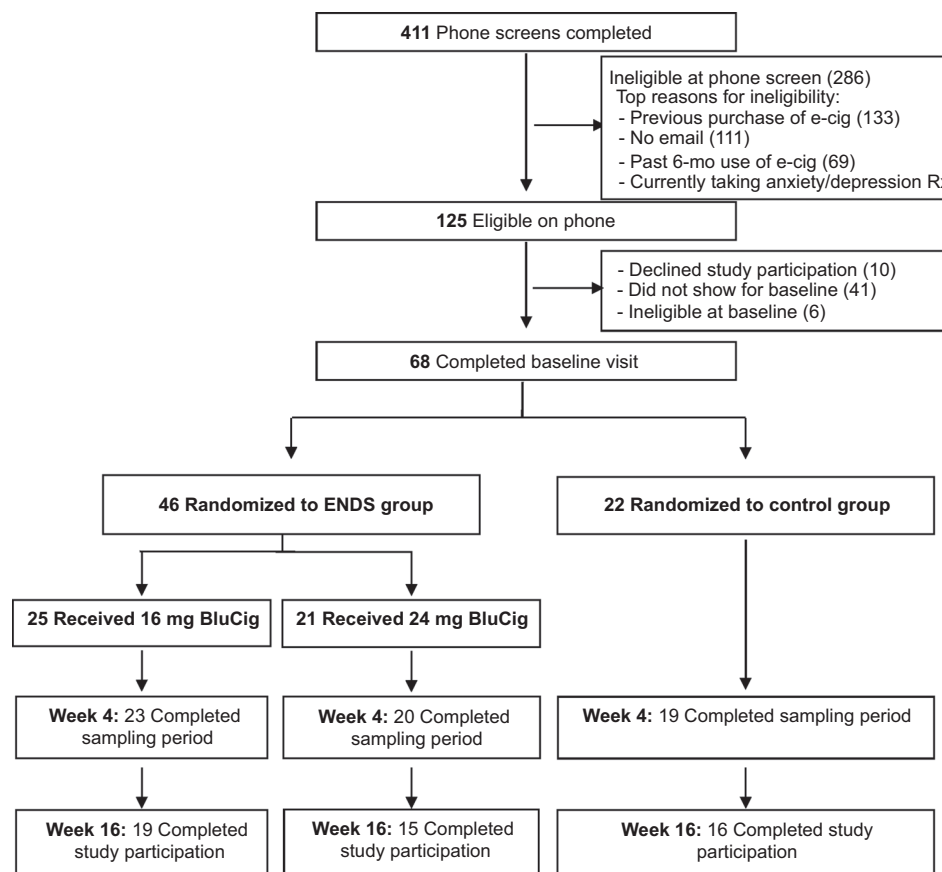 411 Phone screens completed
Ineligible at phone screen (286)
Top reasons for ineligibility:
- Previous purchase of e-cig (133)
- No email (111)
- Past 6-mo use of e-cig (69)
- Currently taking anxiety/depression Rx
125 Eligible on phone
- Declined study participation (10)
- Did not show for baseline (41)
- Ineligible at baseline (6)
68 Completed baseline visit
46 Randomized to ENDS group
22 Randomized to control group
25 Received 16 mg BluCig
21 Received 24 mg BluCig
Week 4: 23 Completed
sampling period
Week 4: 20 Completed
sampling period
Week 4: 19 Completed sampling period
Week 16: 19 Completed
study participation
Week 16: 15 Completed
study participation
Week 16: 16 Completed study
participation